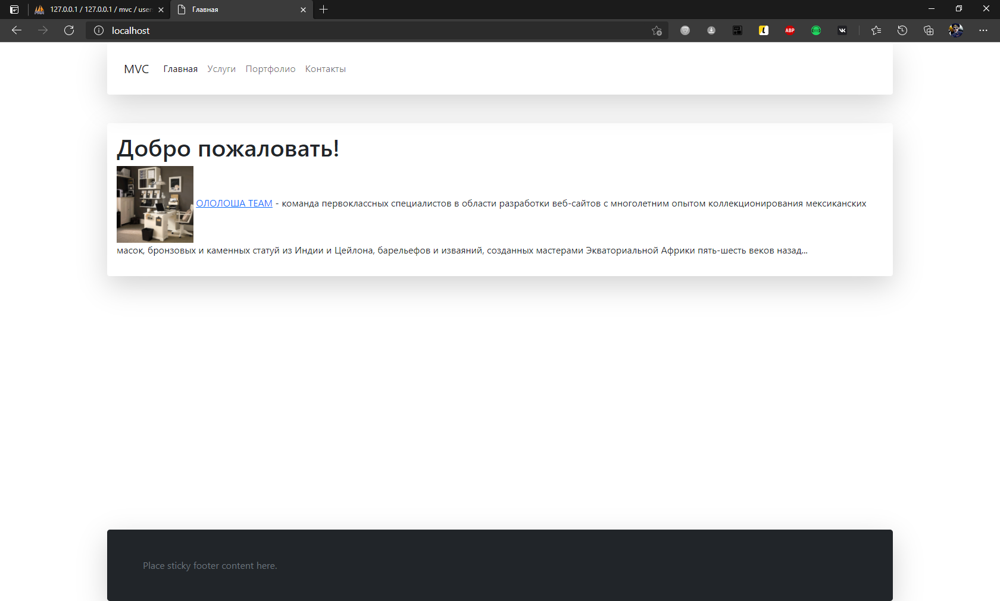 127.0.0.1 / 127.0.0.1 / mvc / user
Главная
localhost
ABP
MVC Главная Услуги Портфолио Контакты
Добро пожаловать!
ОЛОЛОША TEAM - команда первоклассных специалистов в области разработки веб-сайтов с многолетним опытом коллекционирования мексиканских
масок, бронзовых и каменных статуй из Индии и Цейлона, барельефов и изваяний, созданных мастерами Экваториальной Африки пять-шесть веков назад...
Place sticky footer content here.